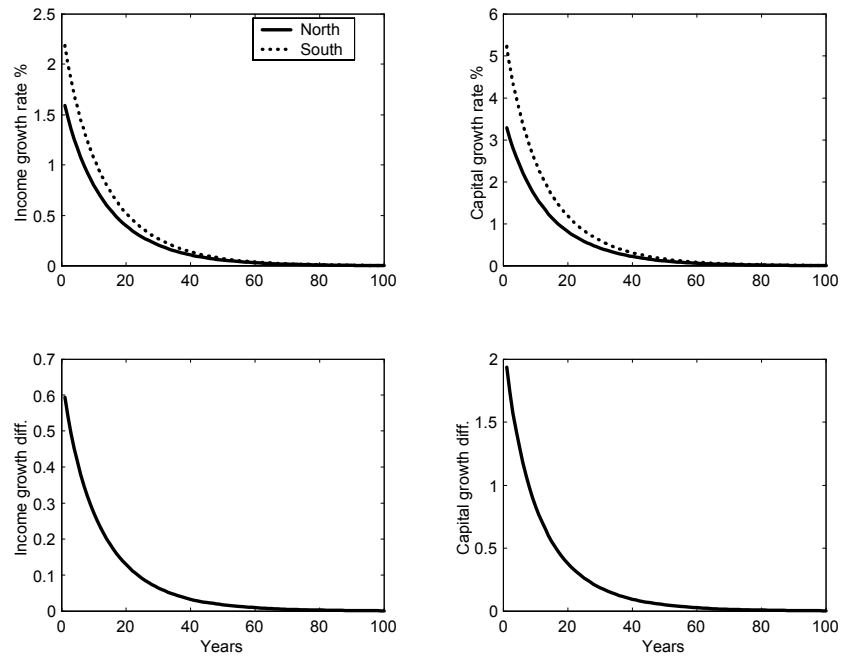 Income growth rate %
2.5
2
1.5
1
0.5
0
0 20 40 60 80 100
North
South
Capital growth rate %
6
5
4
3
2
1
0
0 20 40 60 80 100
Income growth diff.
0.7
0.6
0.5
0.4
0.3
0.2
0.1
0
0 20 40 60 80 100
Years
Capital growth diff.
2
1.5
1
0.5
0
0 20 40 60 80 100
Years